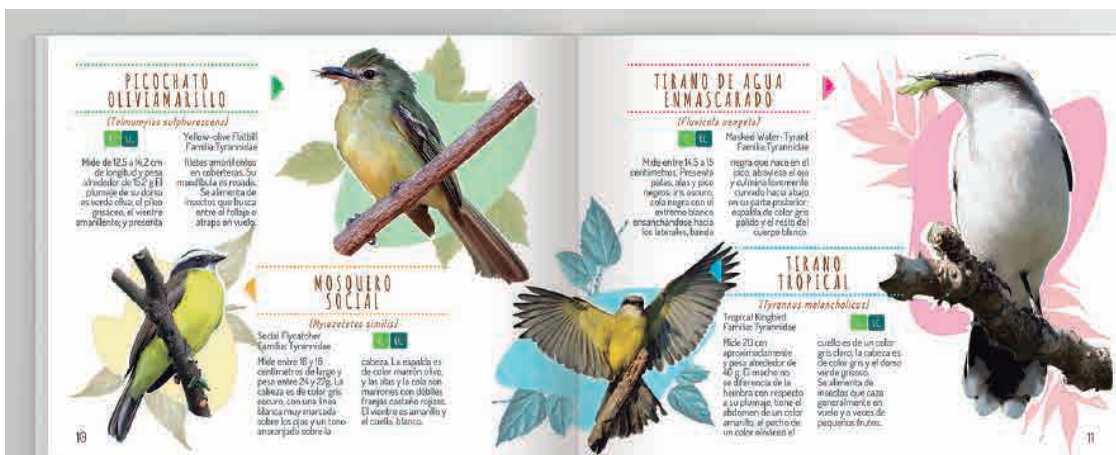 PICOCHATO
OLIVIAMARILLO
(Tolmomyias sulphurescens)
LC
Yellow-olive Flatbill
Familia: Tyrannidae
Mide de 12,5 a 14,2 cm
de longitud y pesa
alrededor de 15,2 g. El
plumaje de su dorso
es verde oliva; el píleo
grisáceo, el vientre
amarillento; y presenta
filetes amarillentos
en coberteras. Su
mandíbula es rosada.
Se alimenta de
insectos que busca
entre el follaje o
atrapa en vuelo.
MOSQUERO
SOCIAL
(Myiozetetes similis)
Social Flycatcher
Familia: Tyrannidae
LC
Mide entre 16 y 18
centímetros de largo y
pesa entre 24 y 27g. La
cabeza es de color gris
oscuro, con una línea
blanca muy marcada
sobre los ojos y un tono
anaranjado sobre la
cabeza. La espalda es
de color marrón olivo,
y las alas y la cola son
marrones con débiles
franjas castaño rojizas.
El vientre es amarillo y
el cuello, blanco.
10
TIRANO DE AGUA
ENMASCARADO
(Fluvicola nengeta)
LC
Masked Water-Tyrant
Familia: Tyrannidae
Mide entre 14,5 a 15
centímetros. Presenta
patas, alas y pico
negros; iris oscuro,
cola negra con el
extremo blanco
ensanchándose hacia
los laterales, banda
negra que nace en el
pico, atraviesa el ojo
y culmina levemente
curvado hacia abajo
en su parte posterior;
espalda de color gris
pálido y el resto del
cuerpo blanco.
TIRANO
TROPICAL
(Tyrannus melancholicus)
Tropical Kingbird
Familia: Tyrannidae
LC
Mide 20 cm
aproximadamente
y pesa alrededor de
40 g. El macho no
se diferencia de la
hembra con respecto
a su plumaje, tiene el
abdomen de un color
amarillo, el pecho de
un color oliváceo, el
cuello es de un color
gris claro, la cabeza es
de color gris y el dorso
verde grisoso.
Se alimenta de
insectos que caza
generalmente en
vuelo y a veces de
pequeños frutos.
11